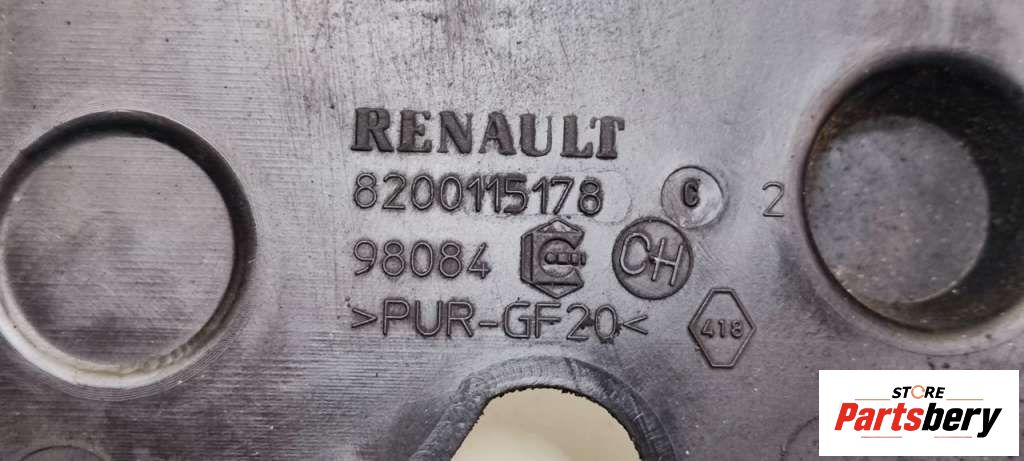 RENAULT
8200115178 C 2
98084 CH
>PUR-GF20< 418
STORE
Partsbery